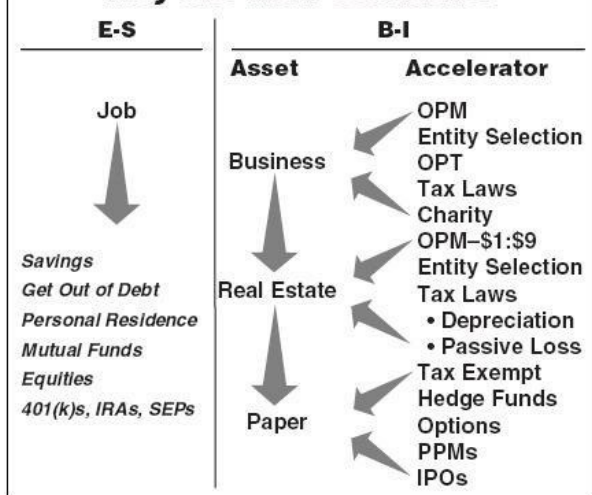 E-S
B-I
Asset
Accelerator
Job
Savings
Get Out of Debt
Personal Residence
Mutual Funds
Equities
401(k)s, IRAs, SEPs
Business
Real Estate
Paper
OPM
Entity Selection
OPT
Tax Laws
Charity
OPM–$1:$9
Entity Selection
Tax Laws
• Depreciation
• Passive Loss
Tax Exempt
Hedge Funds
Options
PPMs
IPOs